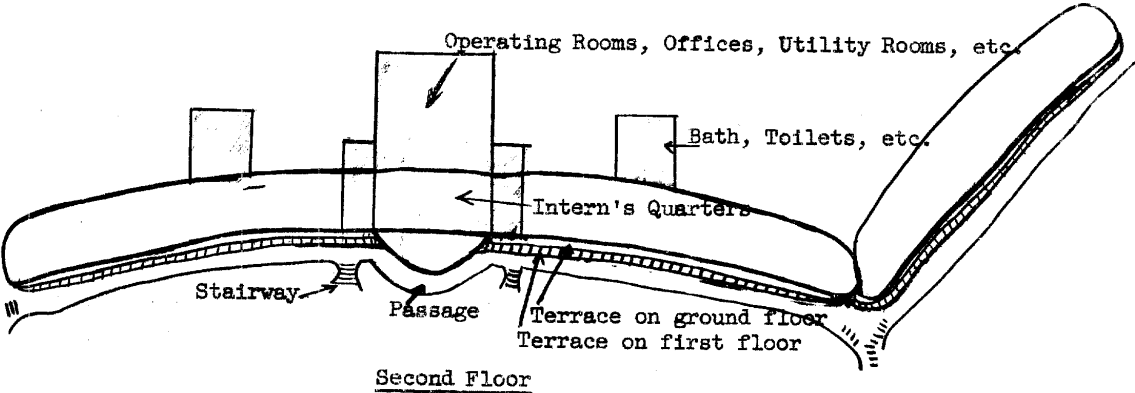 Operating Rooms, Offices, Utility Rooms, etc.
Bath, Toilets, etc.
Intern's Quarters
Stairway
Passage
Terrace on ground floor
Terrace on first floor
Second Floor